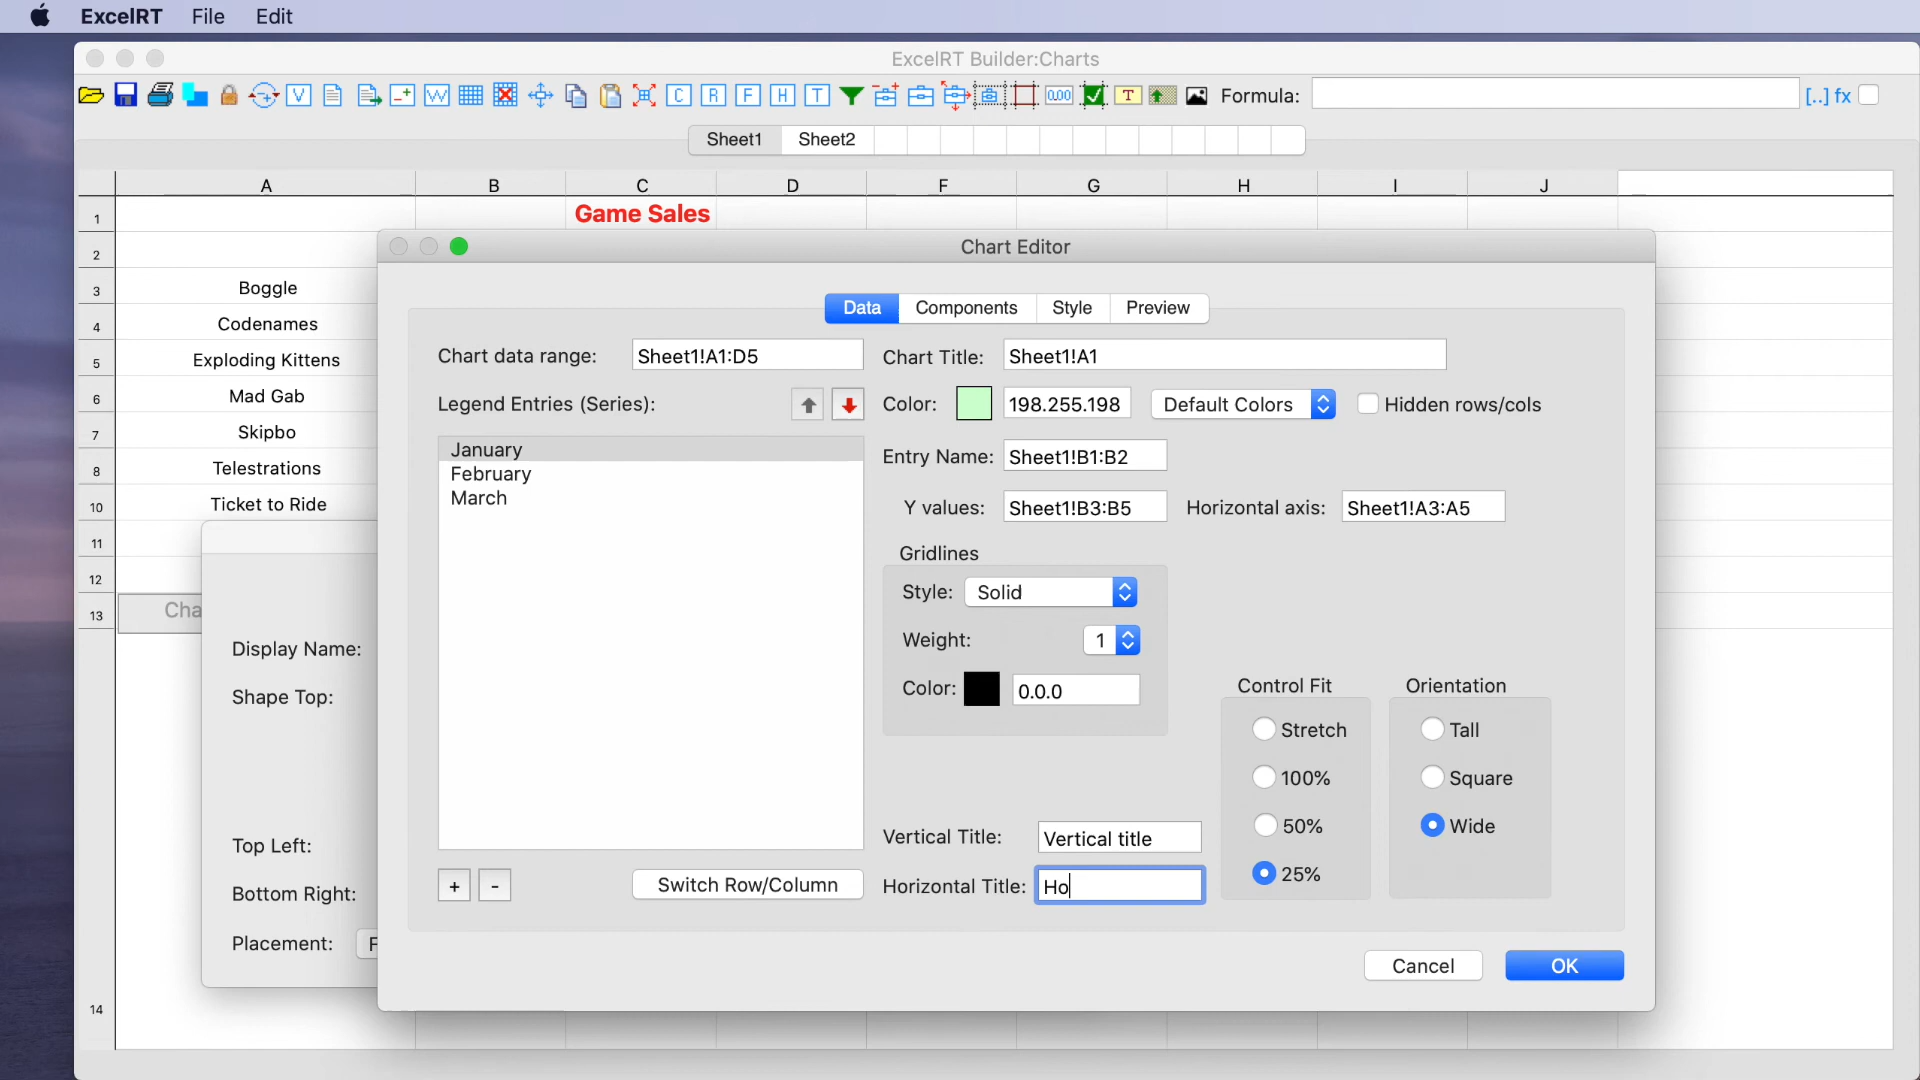 ExcelRT File Edit
ExcelRT Builder:Charts
V W C R F H T 0.00 T Formula: [..] fx
Sheet1 Sheet2
A B C D F G H I J
1 Game Sales
2
3 Boggle
4 Codenames
5 Exploding Kittens
6 Mad Gab
7 Skipbo
8 Telestrations
10 Ticket to Ride
11
12
13 Cha
14
Display Name:
Shape Top:
Top Left:
Bottom Right:
Placement: F
Chart Editor
Data Components Style Preview
Chart data range: Sheet1!A1:D5 Chart Title: Sheet1!A1
Legend Entries (Series): Color: 198.255.198 Default Colors Hidden rows/cols
January
February
March
Entry Name: Sheet1!B1:B2
Y values: Sheet1!B3:B5 Horizontal axis: Sheet1!A3:A5
Gridlines
Style: Solid
Weight: 1
Color: 0.0.0
Control Fit
Stretch
100%
50%
25%
Orientation
Tall
Square
Wide
Vertical Title: Vertical title
+ - Switch Row/Column Horizontal Title: Ho
Cancel OK